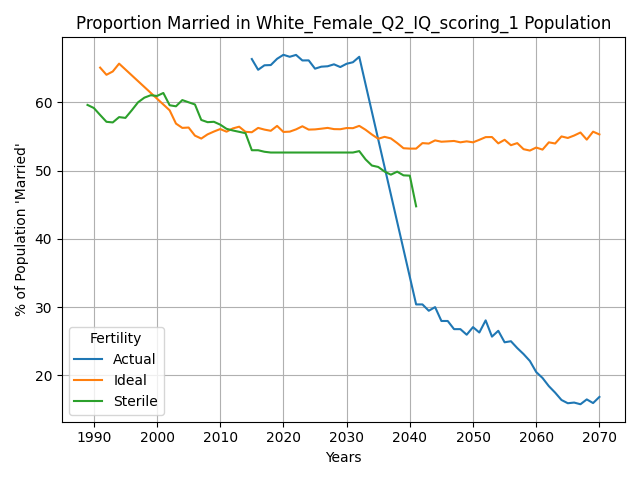 Proportion Married in White_Female_Q2_IQ_scoring_1 Population
% of Population 'Married'
60
50
40
30
20
Fertility
Actual
Ideal
Sterile
1990 2000 2010 2020 2030 2040 2050 2060 2070
Years